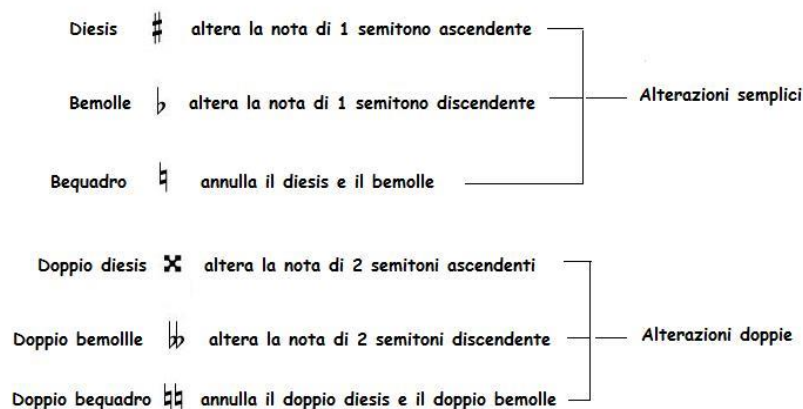 Diesis ♯ altera la nota di 1 semitono ascendente
Bemolle ♭ altera la nota di 1 semitono discendente
Alterazioni semplici
Bequadro ♮ annulla il diesis e il bemolle
Doppio diesis 𝄪 altera la nota di 2 semitoni ascendenti
Doppio bemollle 𝄫 altera la nota di 2 semitoni discendente
Alterazioni doppie
Doppio bequadro ♮♮ annulla il doppio diesis e il doppio bemolle